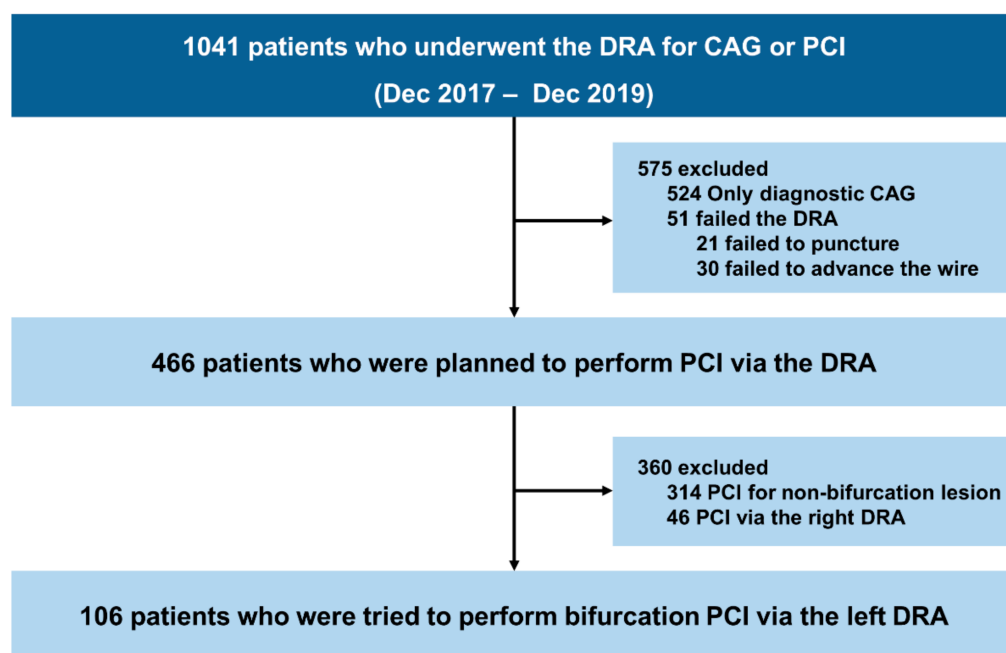 1041 patients who underwent the DRA for CAG or PCI
(Dec 2017 – Dec 2019)
575 excluded
524 Only diagnostic CAG
51 failed the DRA
21 failed to puncture
30 failed to advance the wire
466 patients who were planned to perform PCI via the DRA
360 excluded
314 PCI for non-bifurcation lesion
46 PCI via the right DRA
106 patients who were tried to perform bifurcation PCI via the left DRA